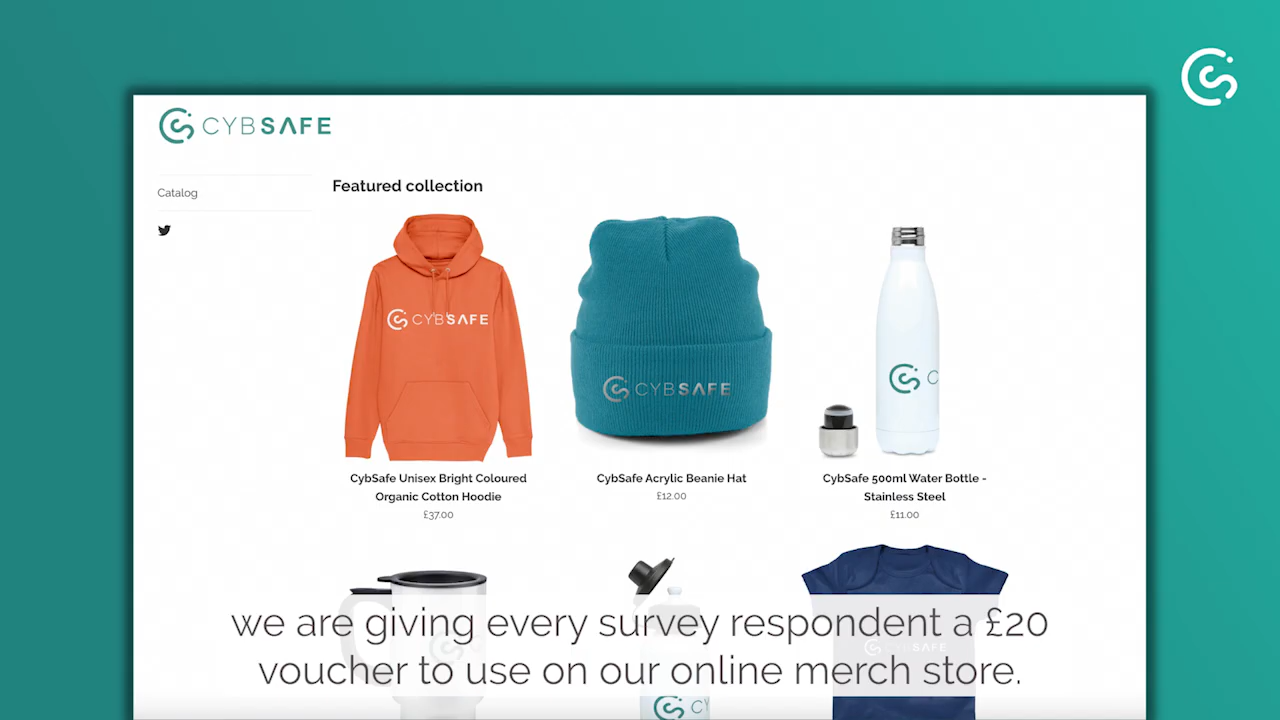 CYBSAFE
Catalog
Featured collection
CYBSAFE
CYBSAFE
C
CybSafe Unisex Bright Coloured
Organic Cotton Hoodie
£37.00
CybSafe Acrylic Beanie Hat
£12.00
CybSafe 500ml Water Bottle -
Stainless Steel
£11.00
we are giving every survey respondent a £20
voucher to use on our online merch store.
CYBSAFE
CY